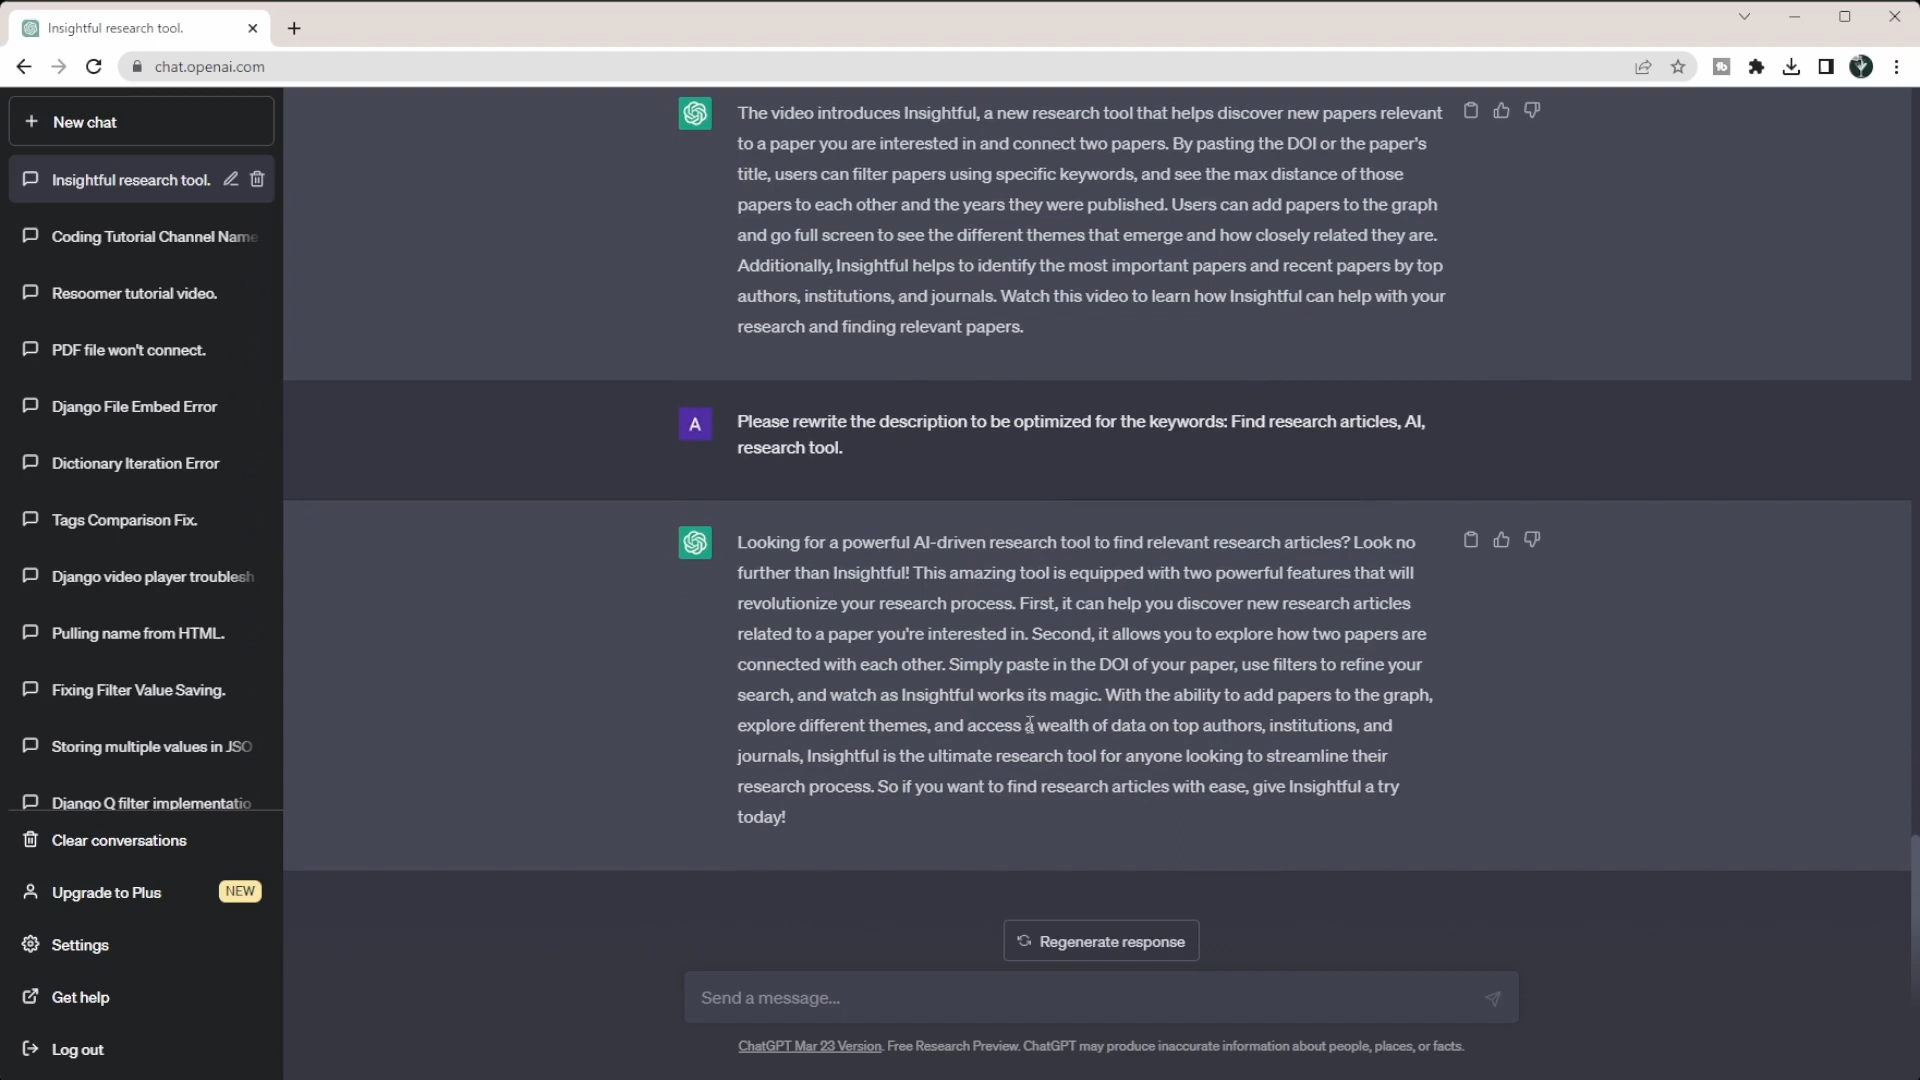 Insightful research tool.
chat.openai.com
New chat
Insightful research tool.
Coding Tutorial Channel Name
Resoomer tutorial video.
PDF file won't connect.
Django File Embed Error
Dictionary Iteration Error
Tags Comparison Fix.
Django video player troublesh
Pulling name from HTML.
Fixing Filter Value Saving.
Storing multiple values in JSO
Django Q filter implementatio
Clear conversations
Upgrade to Plus NEW
Settings
Get help
Log out
The video introduces Insightful, a new research tool that helps discover new papers relevant
to a paper you are interested in and connect two papers. By pasting the DOI or the paper's
title, users can filter papers using specific keywords, and see the max distance of those
papers to each other and the years they were published. Users can add papers to the graph
and go full screen to see the different themes that emerge and how closely related they are.
Additionally, Insightful helps to identify the most important papers and recent papers by top
authors, institutions, and journals. Watch this video to learn how Insightful can help with your
research and finding relevant papers.
A
Please rewrite the description to be optimized for the keywords: Find research articles, AI,
research tool.
Looking for a powerful AI-driven research tool to find relevant research articles? Look no
further than Insightful! This amazing tool is equipped with two powerful features that will
revolutionize your research process. First, it can help you discover new research articles
related to a paper you're interested in. Second, it allows you to explore how two papers are
connected with each other. Simply paste in the DOI of your paper, use filters to refine your
search, and watch as Insightful works its magic. With the ability to add papers to the graph,
explore different themes, and access a wealth of data on top authors, institutions, and
journals, Insightful is the ultimate research tool for anyone looking to streamline their
research process. So if you want to find research articles with ease, give Insightful a try
today!
Regenerate response
Send a message...
ChatGPT Mar 23 Version. Free Research Preview. ChatGPT may produce inaccurate information about people, places, or facts.